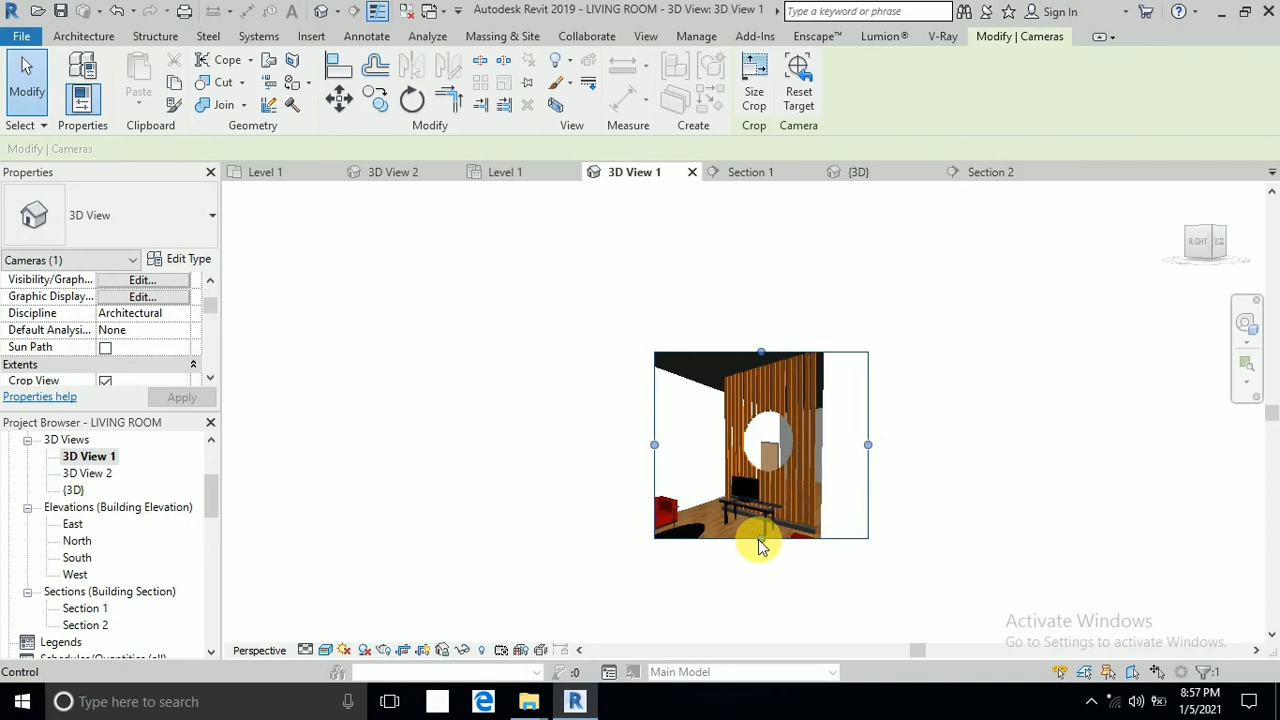 Autodesk Revit 2019 - LIVING ROOM - 3D View: 3D View 1
Type a keyword or phrase
Sign In
File Architecture Structure Steel Systems Insert Annotate Analyze Massing & Site Collaborate View Manage Add-Ins Enscape™ Lumion® V-Ray Modify | Cameras
Modify
Paste
Cope
Cut
Join
Size Crop
Reset Target
Select Properties Clipboard Geometry Modify View Measure Create Crop Camera
Modify | Cameras
Properties
Level 1 3D View 2 Level 1 3D View 1 Section 1 {3D} Section 2
3D View
Cameras (1) Edit Type
Visibility/Graph... Edit...
Graphic Display... Edit...
Discipline Architectural
Default Analysi... None
Sun Path
Extents
Crop View
Properties help Apply
RIGHT
Project Browser - LIVING ROOM
3D Views
3D View 1
3D View 2
{3D}
Elevations (Building Elevation)
East
North
South
West
Sections (Building Section)
Section 1
Section 2
Legends
Schedules/Quantities (all)
Perspective
Activate Windows
Go to Settings to activate Windows.
Control
:0
Main Model
:1
Type here to search
8:57 PM
1/5/2021